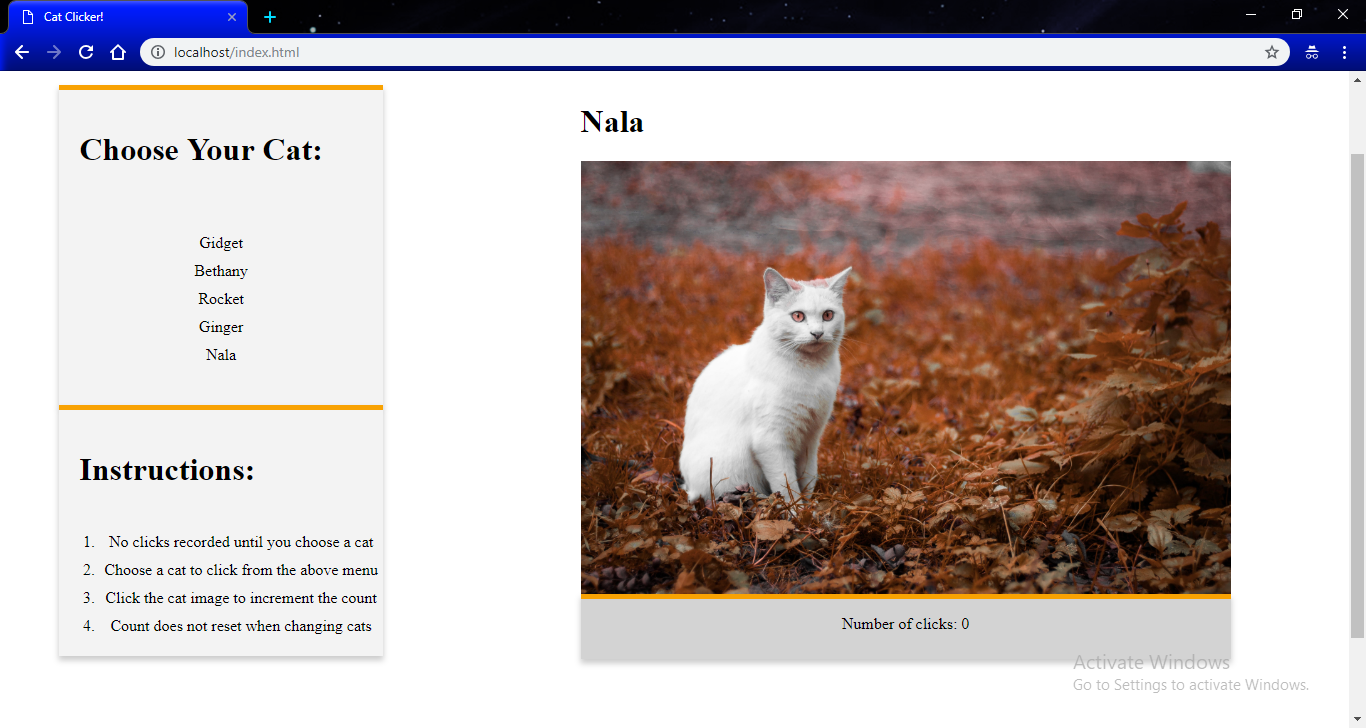 Cat Clicker!
localhost/index.html
Choose Your Cat:
Gidget
Bethany
Rocket
Ginger
Nala
Instructions:
1. No clicks recorded until you choose a cat
2. Choose a cat to click from the above menu
3. Click the cat image to increment the count
4. Count does not reset when changing cats
Nala
Number of clicks: 0
Activate Windows
Go to Settings to activate Windows.